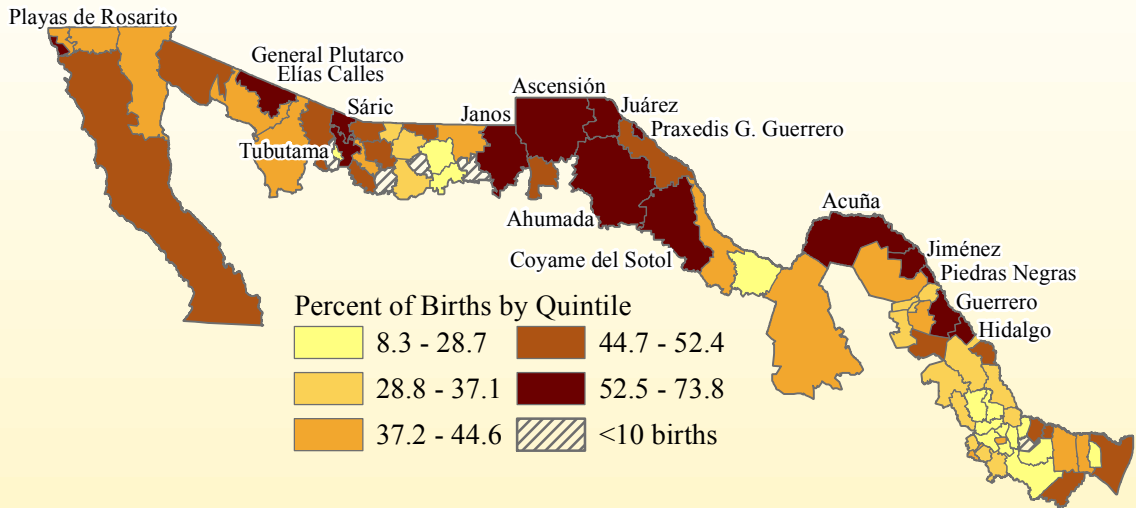 Playas de Rosarito
General Plutarco
Elías Calles
Sáric
Tubutama
Janos
Ascensión
Juárez
Praxedis G. Guerrero
Ahumada
Coyame del Sotol
Acuña
Jiménez
Piedras Negras
Guerrero
Hidalgo
Percent of Births by Quintile
8.3 - 28.7
44.7 - 52.4
28.8 - 37.1
52.5 - 73.8
37.2 - 44.6
<10 births